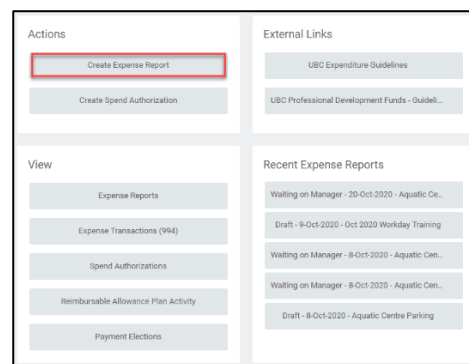 Actions
Create Expense Report
Create Spend Authorization
External Links
UBC Expenditure Guidelines
UBC Professional Development Funds - Guideli...
View
Expense Reports
Expense Transactions (994)
Spend Authorizations
Reimbursable Allowance Plan Activity
Payment Elections
Recent Expense Reports
Waiting on Manager - 20-Oct-2020 - Aquatic Ce...
Draft - 9-Oct-2020 - Oct 2020 Workday Training
Waiting on Manager - 8-Oct-2020 - Aquatic Cen...
Waiting on Manager - 8-Oct-2020 - Aquatic Cen...
Draft - 8-Oct-2020 - Aquatic Centre Parking